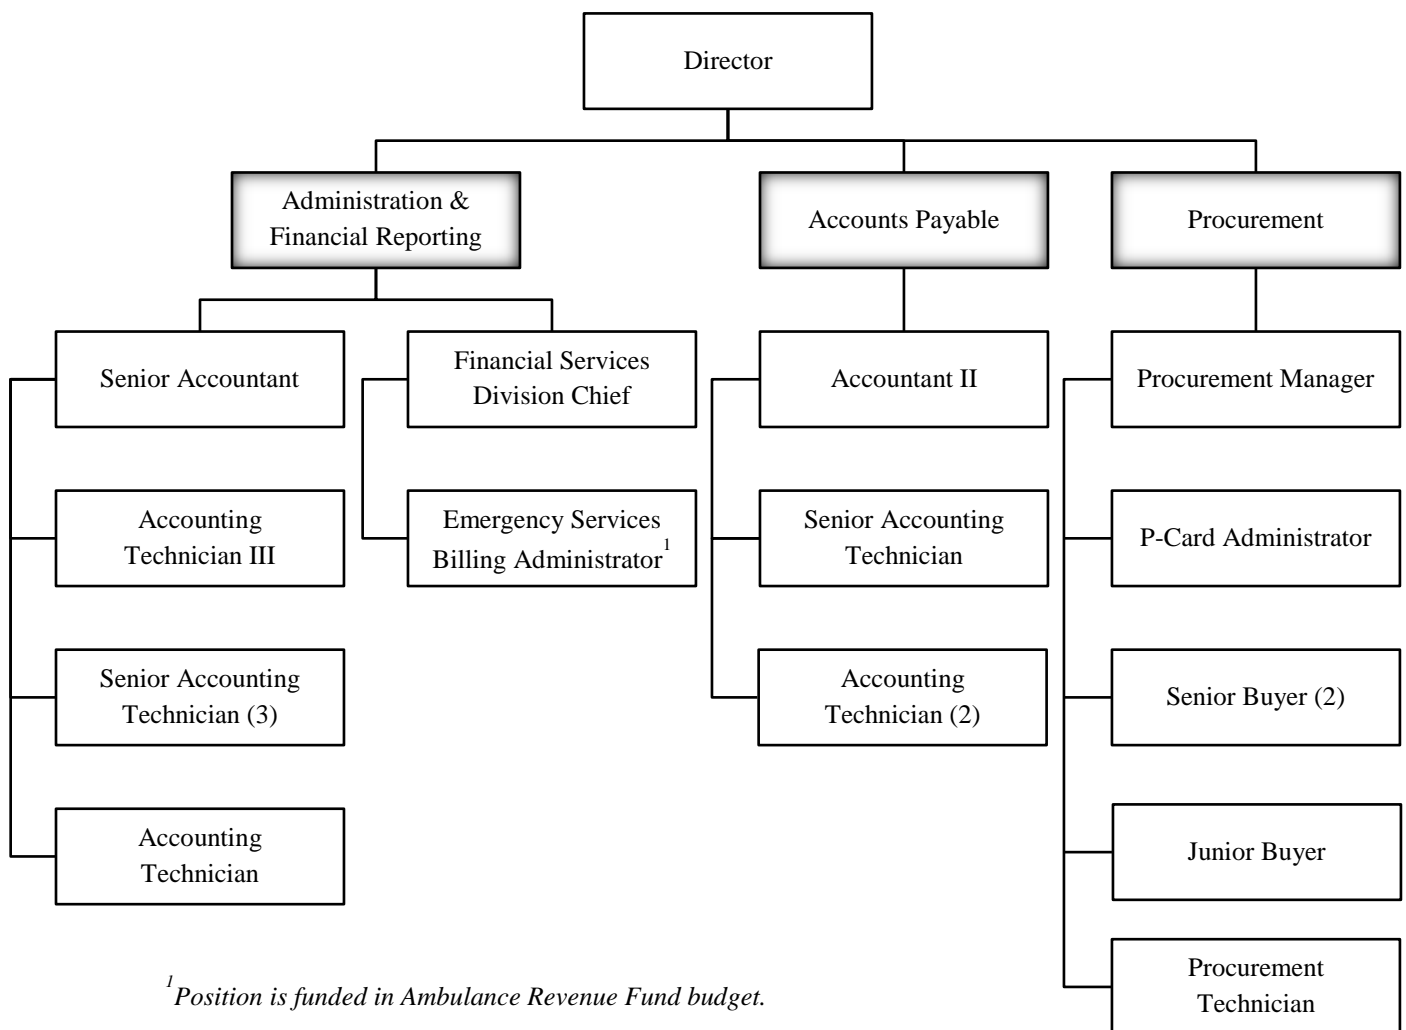 Director
Administration &
Financial Reporting
Accounts Payable
Procurement
Senior Accountant
Financial Services
Division Chief
Accountant II
Procurement Manager
Accounting
Technician III
Emergency Services
Billing Administrator1
Senior Accounting
Technician
P-Card Administrator
Senior Accounting
Technician (3)
Accounting
Technician (2)
Senior Buyer (2)
Accounting
Technician
Junior Buyer
Procurement
Technician
1Position is funded in Ambulance Revenue Fund budget.